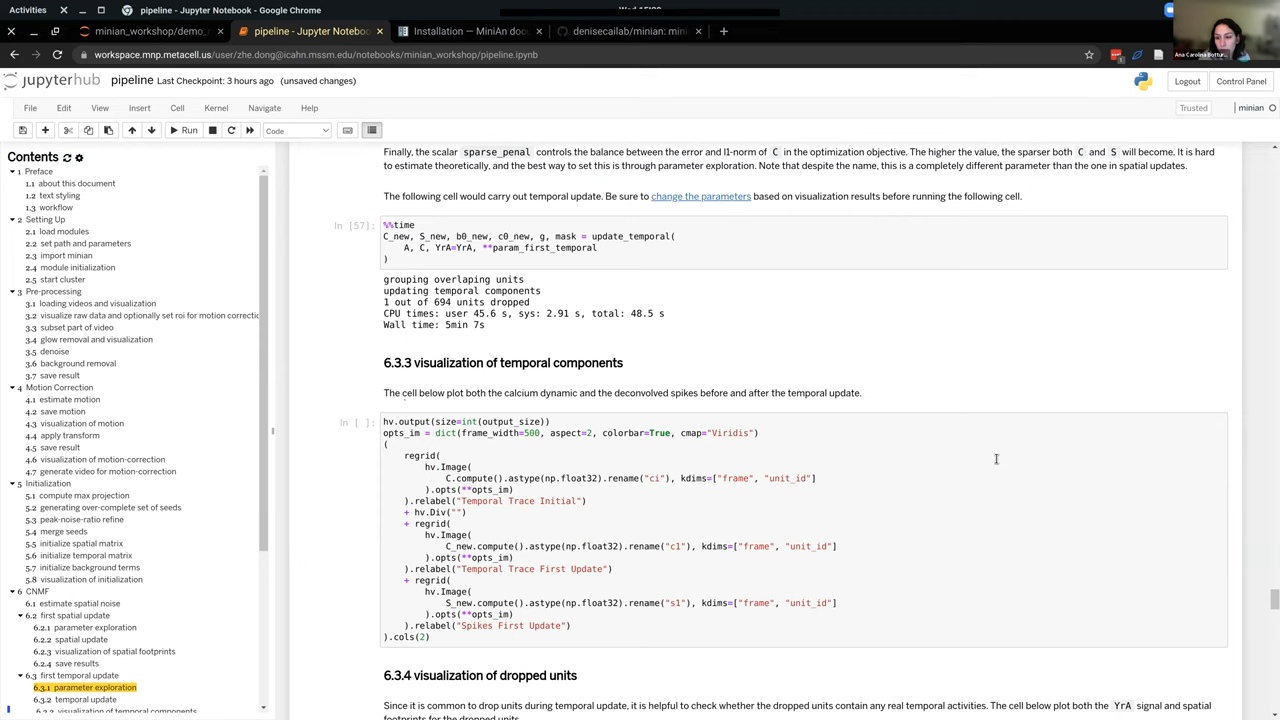 Activities
pipeline - Jupyter Notebook - Google Chrome
minian_workshop/demo_
pipeline - Jupyter Notebo
Installation — MiniAn doc
denisecailab/minian: mini
workspace.mnp.metacell.us/user/zhe.dong@icahn.mssm.edu/notebooks/minian_workshop/pipeline.ipynb
jupyterhub pipeline Last Checkpoint: 3 hours ago (unsaved changes)
Logout
Control Panel
File Edit View Insert Cell Kernel Navigate Help
Trusted
minian
Run
Code
Contents
1 Preface
1.1 about this document
1.2 text styling
1.3 workflow
2 Setting Up
2.1 load modules
2.2 set path and parameters
2.3 import minian
2.4 module initialization
2.5 start cluster
3 Pre-processing
3.1 loading videos and visualization
3.2 visualize raw data and optionally set roi for motion correctio
3.3 subset part of video
3.4 glow removal and visualization
3.5 denoise
3.6 background removal
3.7 save result
4 Motion Correction
4.1 estimate motion
4.2 save motion
4.3 visualization of motion
4.4 apply transform
4.5 save result
4.6 visualization of motion-correction
4.7 generate video for motion-correction
5 Initialization
5.1 compute max projection
5.2 generating over-complete set of seeds
5.3 peak-noise-ratio refine
5.4 merge seeds
5.5 initialize spatial matrix
5.6 initialize temporal matrix
5.7 initialize background terms
5.8 visualization of initialization
6 CNMF
6.1 estimate spatial noise
6.2 first spatial update
6.2.1 parameter exploration
6.2.2 spatial update
6.2.3 visualization of spatial footprints
6.2.4 save results
6.3 first temporal update
6.3.1 parameter exploration
6.3.2 temporal update
6.3.3 visualization of temporal components
Finally, the scalar sparse_penal controls the balance between the error and l1-norm of C in the optimization objective. The higher the value, the sparser both C and S will become. It is hard
to estimate theoretically, and the best way to set this is through parameter exploration. Note that despite the name, this is a completely different parameter than the one in spatial updates.
The following cell would carry out temporal update. Be sure to change the parameters based on visualization results before running the following cell.
In [57]:
%%time
C_new, S_new, b0_new, c0_new, g, mask = update_temporal(
A, C, YrA=YrA, **param_first_temporal
)
grouping overlaping units
updating temporal components
1 out of 694 units dropped
CPU times: user 45.6 s, sys: 2.91 s, total: 48.5 s
Wall time: 5min 7s
6.3.3 visualization of temporal components
The cell below plot both the calcium dynamic and the deconvolved spikes before and after the temporal update.
In [ ]:
hv.output(size=int(output_size))
opts_im = dict(frame_width=500, aspect=2, colorbar=True, cmap="Viridis")
(
regrid(
hv.Image(
C.compute().astype(np.float32).rename("ci"), kdims=["frame", "unit_id"]
).opts(**opts_im)
).relabel("Temporal Trace Initial")
+ hv.Div("")
+ regrid(
hv.Image(
C_new.compute().astype(np.float32).rename("c1"), kdims=["frame", "unit_id"]
).opts(**opts_im)
).relabel("Temporal Trace First Update")
+ regrid(
hv.Image(
S_new.compute().astype(np.float32).rename("s1"), kdims=["frame", "unit_id"]
).opts(**opts_im)
).relabel("Spikes First Update")
).cols(2)
6.3.4 visualization of dropped units
Since it is common to drop units during temporal update, it is helpful to check whether the dropped units contain any real temporal activities. The cell below plot both the YrA signal and spatial
footprints for the dropped units.
Ana Carolina